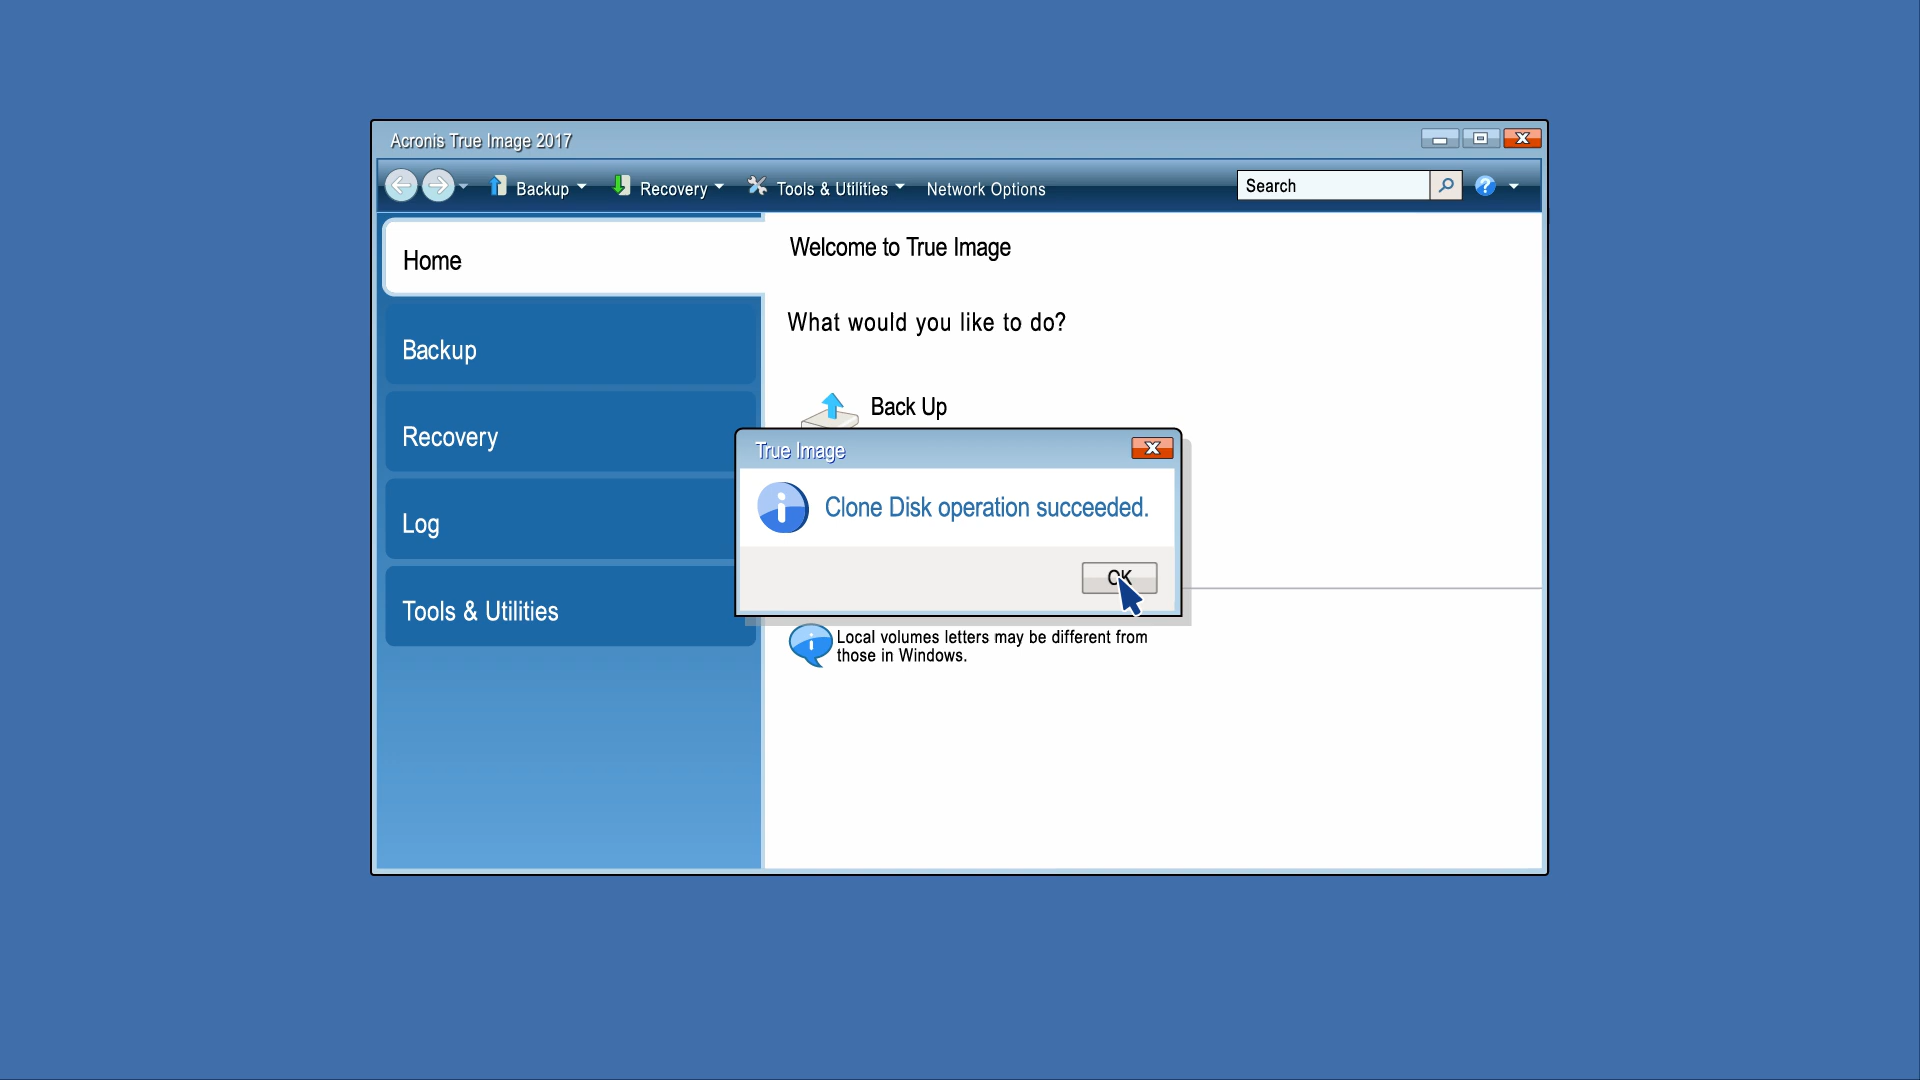 Acronis True Image 2017
Backup
Recovery
Tools & Utilities
Network Options
Search
Home
Backup
Recovery
Log
Tools & Utilities
Welcome to True Image
What would you like to do?
Back Up
True Image
Clone Disk operation succeeded.
OK
Local volumes letters may be different from
those in Windows.